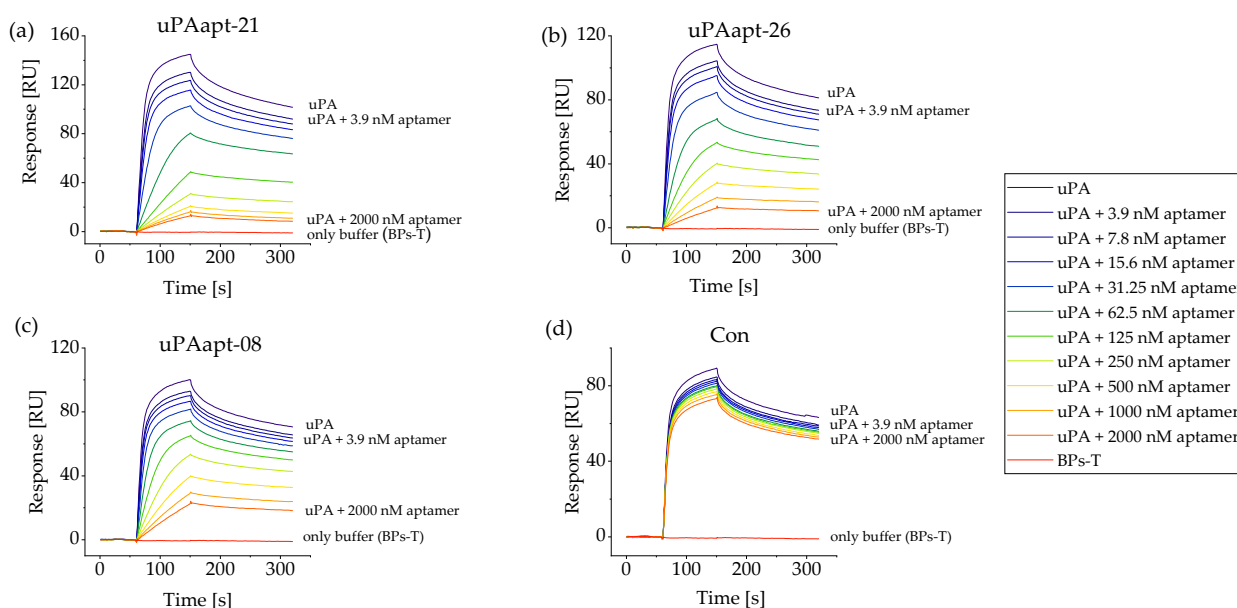 (a)
uPAapt-21
Response [RU]
160
120
80
40
0
0
100
200
300
Time [s]
uPA
uPA + 3.9 nM aptamer
uPA + 2000 nM aptamer
only buffer (BPs-T)
(b)
uPAapt-26
Response [RU]
120
80
40
0
0
100
200
300
Time [s]
uPA
uPA + 3.9 nM aptamer
uPA + 2000 nM aptamer
only buffer (BPs-T)
(c)
uPAapt-08
Response [RU]
120
80
40
0
0
100
200
300
Time [s]
uPA
uPA + 3.9 nM aptamer
uPA + 2000 nM aptamer
only buffer (BPs-T)
(d)
Con
Response [RU]
80
40
0
0
100
200
300
Time [s]
uPA
uPA + 3.9 nM aptamer
uPA + 2000 nM aptamer
only buffer (BPs-T)
uPA
uPA + 3.9 nM aptamer
uPA + 7.8 nM aptamer
uPA + 15.6 nM aptamer
uPA + 31.25 nM aptamer
uPA + 62.5 nM aptamer
uPA + 125 nM aptamer
uPA + 250 nM aptamer
uPA + 500 nM aptamer
uPA + 1000 nM aptamer
uPA + 2000 nM aptamer
BPs-T